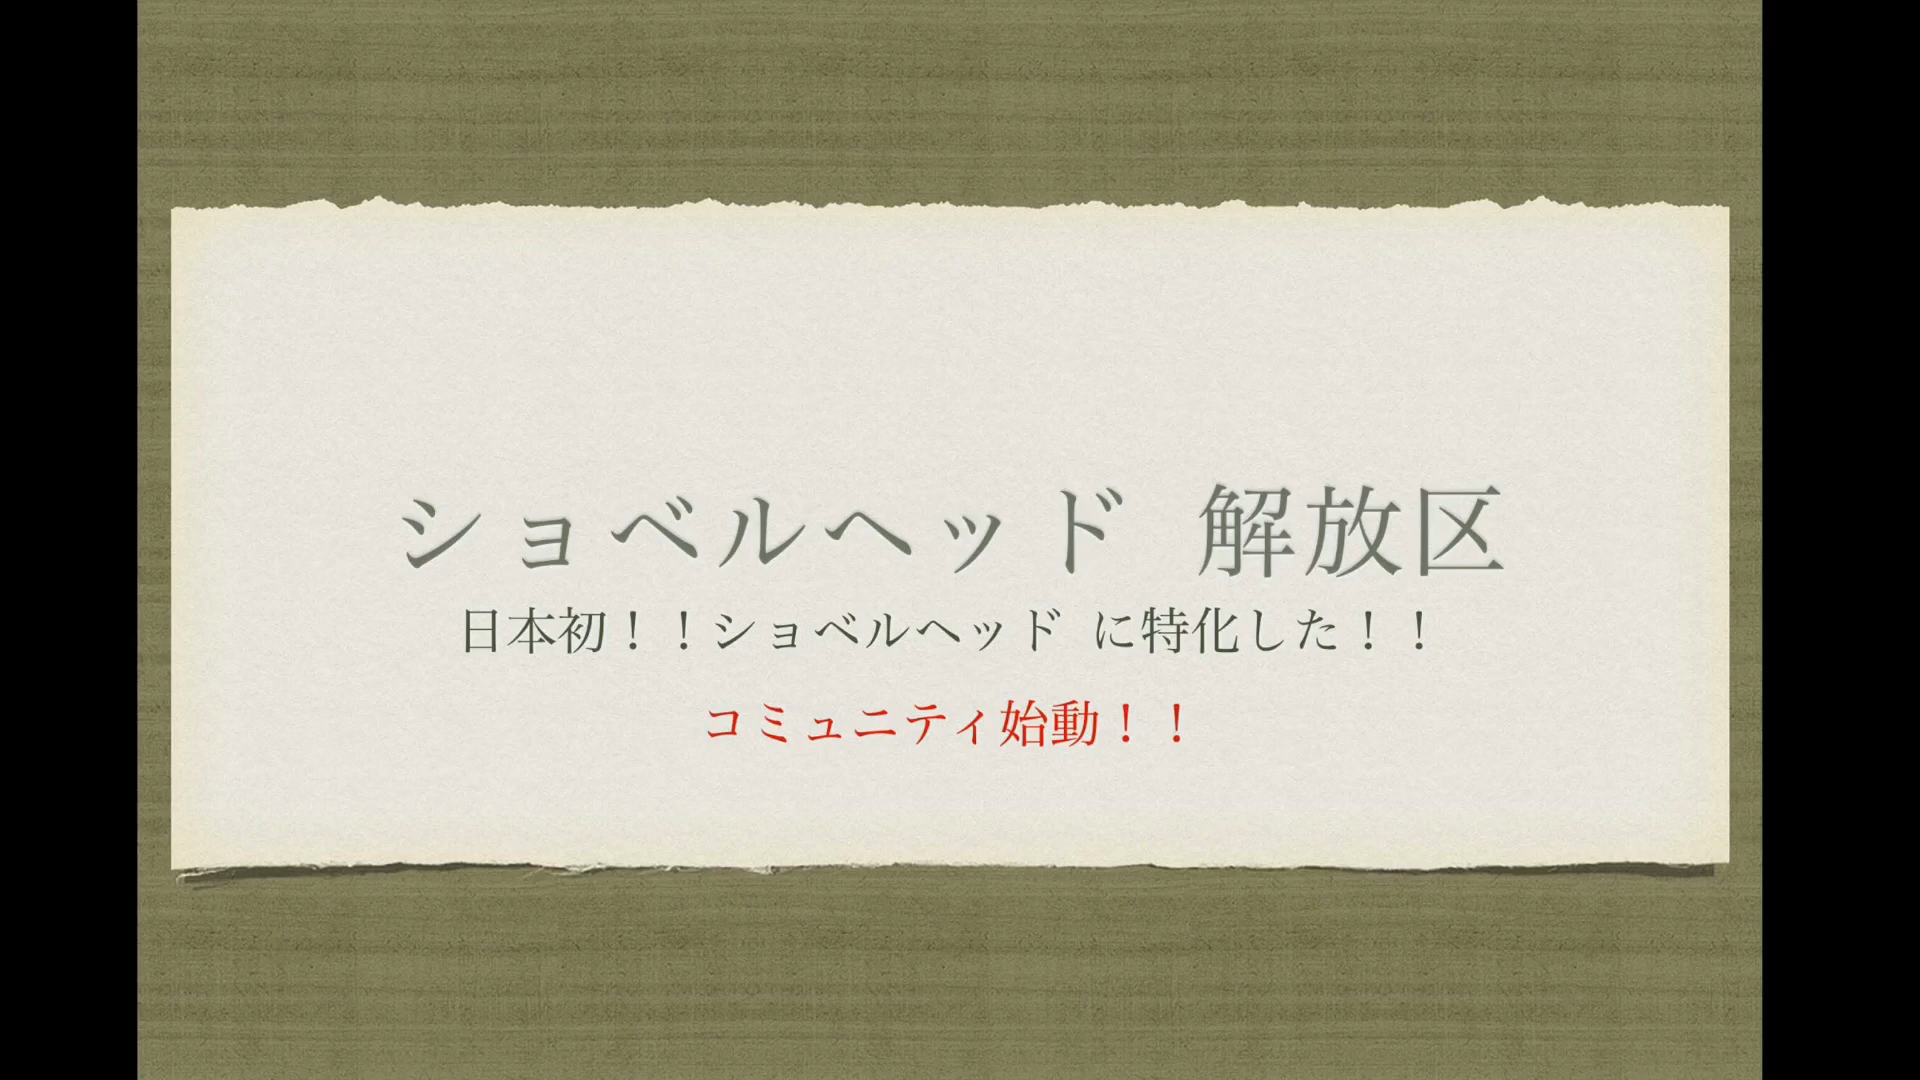 ショベルヘッド 解放区
日本初！！ショベルヘッド に特化した！！
コミュニティ始動！！